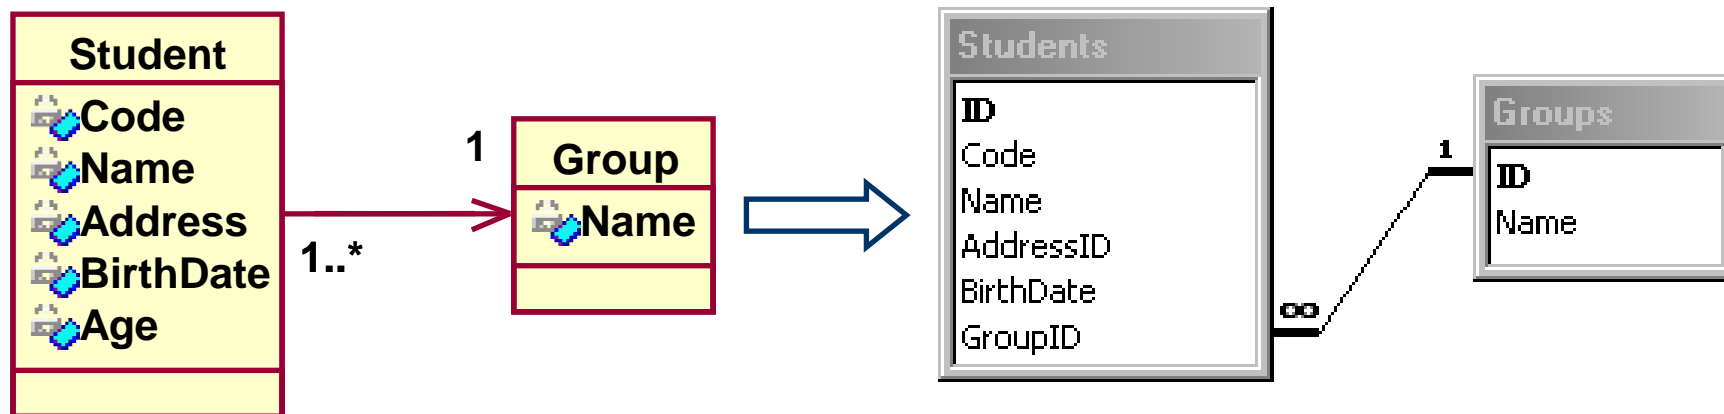 Student
Code
Name
Address
BirthDate
Age
1
1..*
Group
Name
Students
ID
Code
Name
AddressID
BirthDate
GroupID
∞
1
Groups
ID
Name